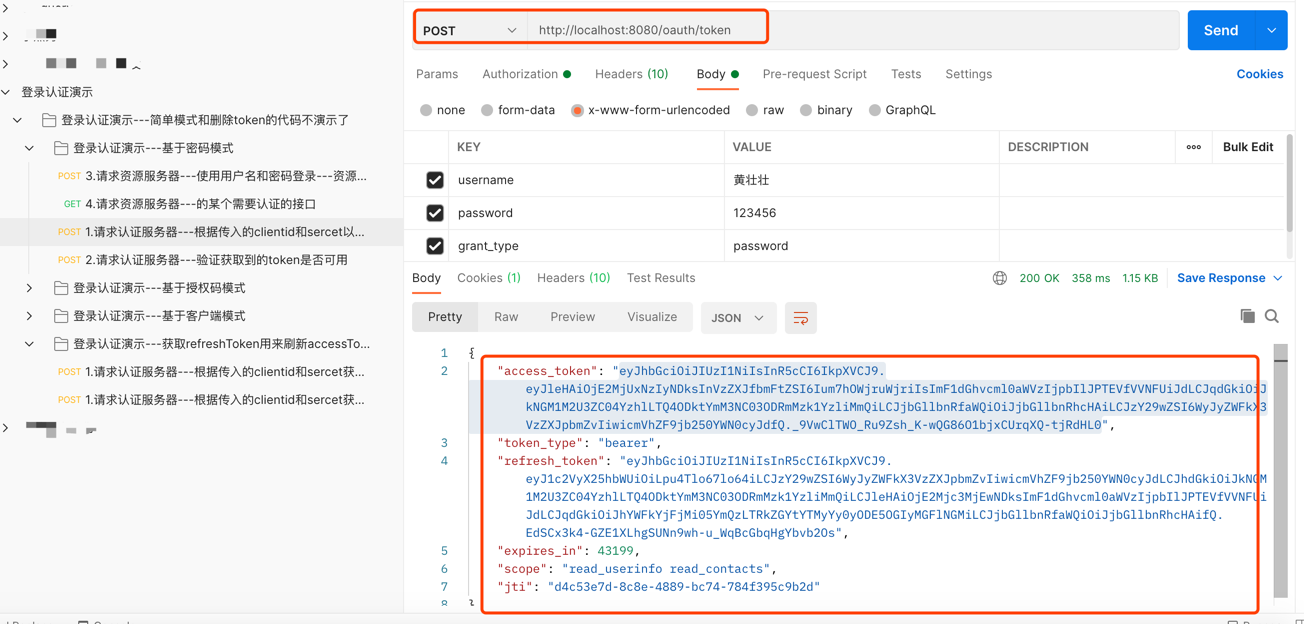 登录认证演示
登录认证演示---简单模式和删除token的代码不演示了
登录认证演示---基于密码模式
POST 3.请求资源服务器---使用用户名和密码登录---资源...
GET 4.请求资源服务器---的某个需要认证的接口
POST 1.请求认证服务器---根据传入的clientid和sercet以...
POST 2.请求认证服务器---验证获取到的token是否可用
登录认证演示---基于授权码模式
登录认证演示---基于客户端模式
登录认证演示---获取refreshToken用来刷新accessTo...
POST 1.请求认证服务器---根据传入的clientid和sercet获...
POST 1.请求认证服务器---根据传入的clientid和sercet获...
POST http://localhost:8080/oauth/token Send
Params Authorization Headers (10) Body Pre-request Script Tests Settings Cookies
none form-data x-www-form-urlencoded raw binary GraphQL
KEY VALUE DESCRIPTION ooo Bulk Edit
username 黄壮壮
password 123456
grant_type password
Body Cookies (1) Headers (10) Test Results 200 OK 358 ms 1.15 KB Save Response
Pretty Raw Preview Visualize JSON
1 {
2 "access_token": "eyJhbGciOiJIUzI1NiIsInR5cCI6IkpXVCJ9.
eyJleHAiOjE2MjUxNzIyNDksInVzZXJfbmFtZSI6Ium7hOWjruWjriIsImF1dGhvcml0aWVzIjpbIlJPTEVfVVNFUiJdLCJqdGkiOiJ
kNGM1M2U3ZC04YzhlLTQ4ODktYmM3NC03ODRmMzk1YzliMmQiLCJjbGllbnRfaWQiOiJjbGllbnRhcHAiLCJzY29wZSI6WyJyZWFkX3
VzZXJpbmZvIiwicmVhZF9jb250YWN0cyJdfQ._9VwClTWO_Ru9Zsh_K-wQG86O1bjxCUrqXQ-tjRdHL0",
3 "token_type": "bearer",
4 "refresh_token": "eyJhbGciOiJIUzI1NiIsInR5cCI6IkpXVCJ9.
eyJ1c2VyX25hbWUiOiLpu4Tlo67lo64iLCJzY29wZSI6WyJyZWFkX3VzZXJpbmZvIiwicmVhZF9jb250YWN0cyJdLCJhdGkiOiJkNGM
1M2U3ZC04YzhlLTQ4ODktYmM3NC03ODRmMzk1YzliMmQiLCJleHAiOjE2Mjc3MjEwNDksImF1dGhvcml0aWVzIjpbIlJPTEVfVVNFUi
JdLCJqdGkiOiJhYWFkYjFjMi05YmQzLTRkZGYtYTMyYy0yODE5OGIyMGFlNGMiLCJjbGllbnRfaWQiOiJjbGllbnRhcHAifQ.
EdSCx3k4-GZE1XLhgSUNn9wh-u_WqBcGbqHgYbvb2Os",
5 "expires_in": 43199,
6 "scope": "read_userinfo read_contacts",
7 "jti": "d4c53e7d-8c8e-4889-bc74-784f395c9b2d"
8 }